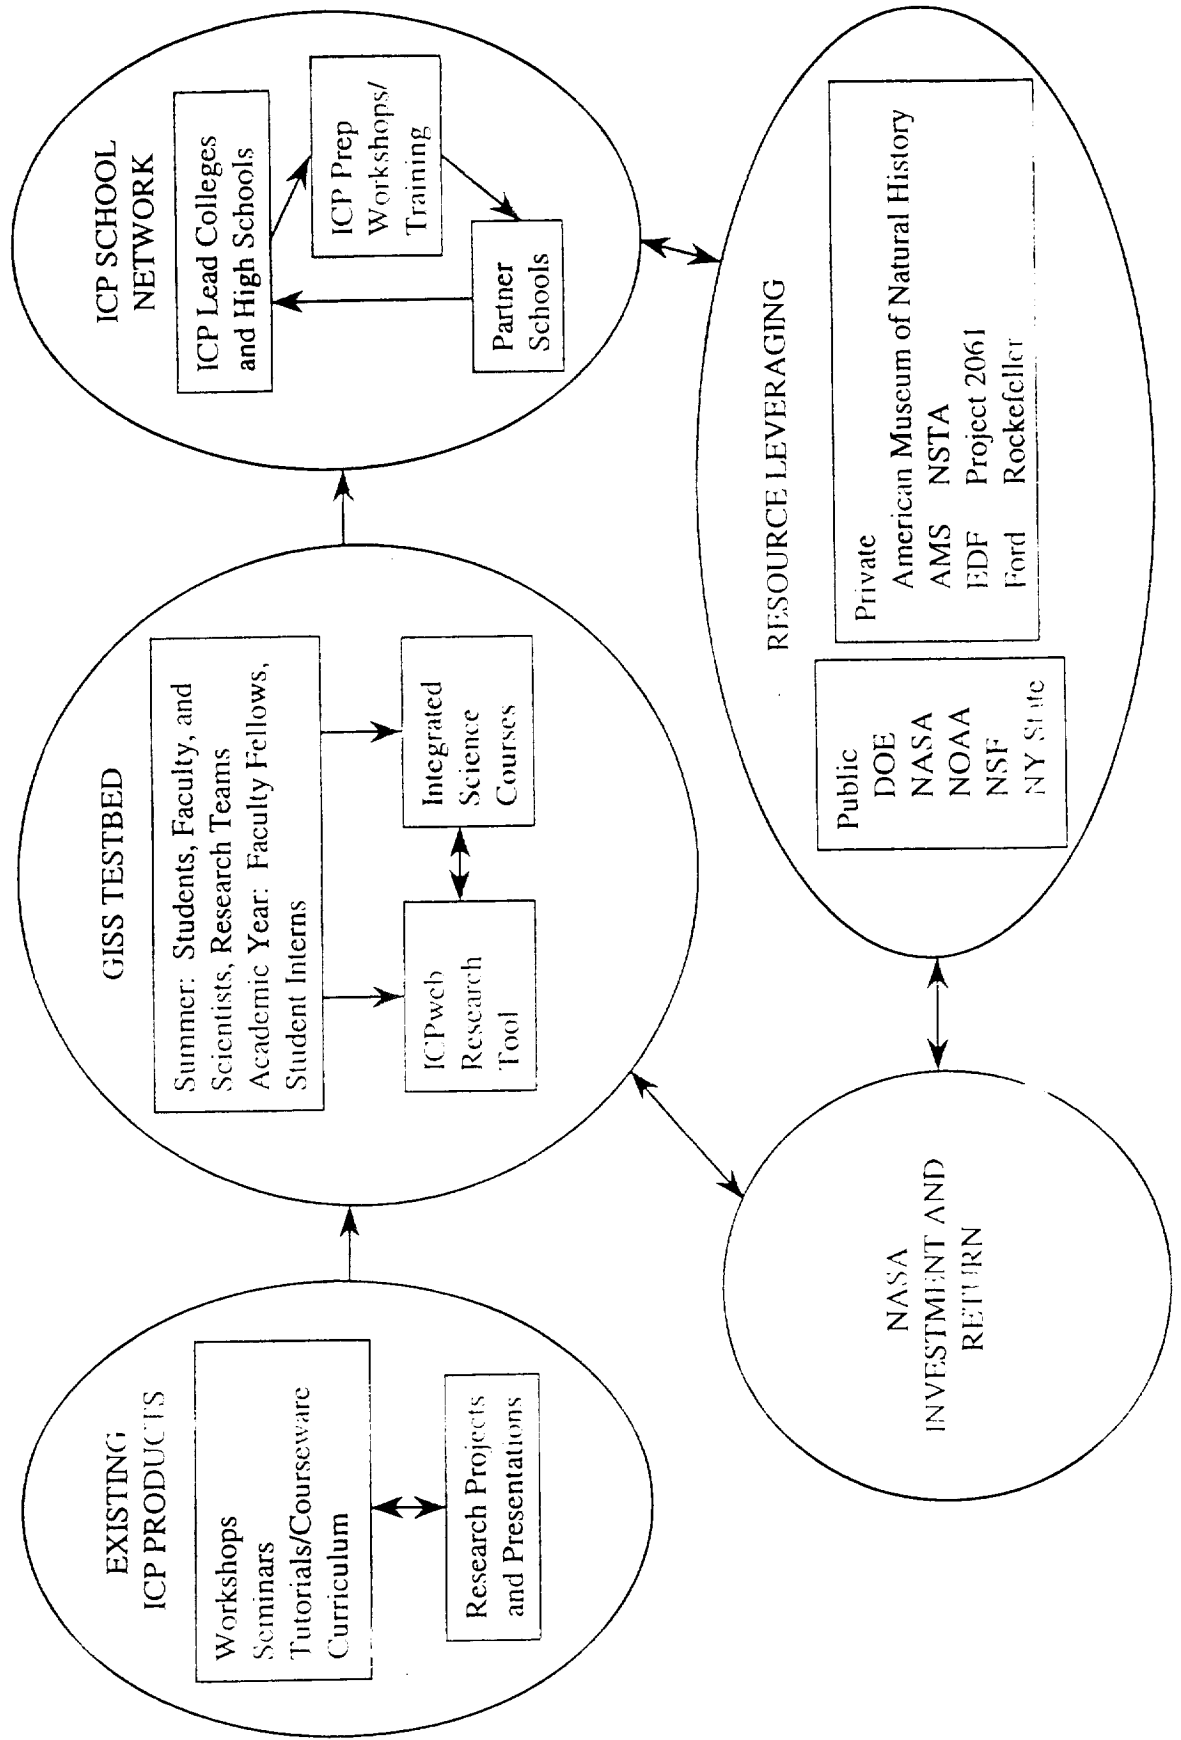 EXISTING
ICP PRODUCTS
Workshops
Seminars
Tutorials/Courseware
Curriculum
Research Projects
and Presentations
GISS TESTBED
Summer: Students, Faculty, and
Scientists, Research Teams
Academic Year: Faculty Fellows,
Student Interns
ICPweb
Research
Tool
Integrated
Science
Courses
ICP SCHOOL
NETWORK
ICP Lead Colleges
and High Schools
ICP Prep
Workshops/
Training
Partner
Schools
NASA
INVESTMENT AND
RETURN
RESOURCE LEVERAGING
Public
DOE
NASA
NOAA
NSF
NY State
Private
American Museum of Natural History
AMS NSTA
EDF Project 2061
Ford Rockefeller